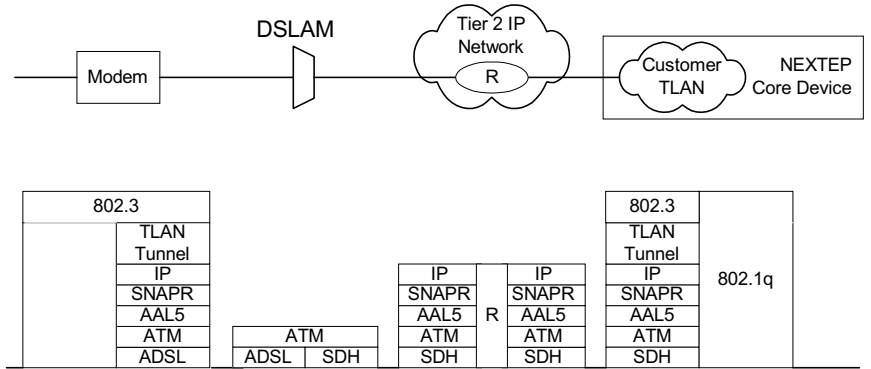 DSLAM
Tier 2 IP
Network
Modem
R
Customer
TLAN
NEXTEP
Core Device
802.3
TLAN
Tunnel
IP
SNAPR
AAL5
ATM
ADSL
ATM
ADSL SDH
IP
SNAPR
AAL5
ATM
SDH
R
IP
SNAPR
AAL5
ATM
SDH
802.3
TLAN
Tunnel
IP
SNAPR
AAL5
ATM
SDH
802.1q